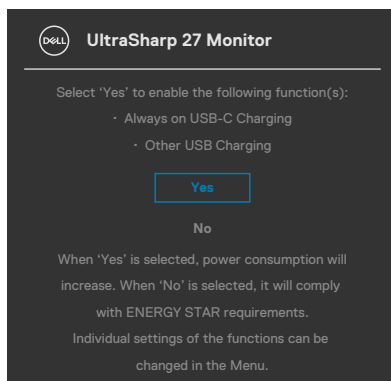 DELL UltraSharp 27 Monitor
Select ‘Yes’ to enable the following function(s):
· Always on USB-C Charging
· Other USB Charging
Yes
No
When ‘Yes’ is selected, power consumption will
increase. When ‘No’ is selected, it will comply
with ENERGY STAR requirements.
Individual settings of the functions can be
changed in the Menu.